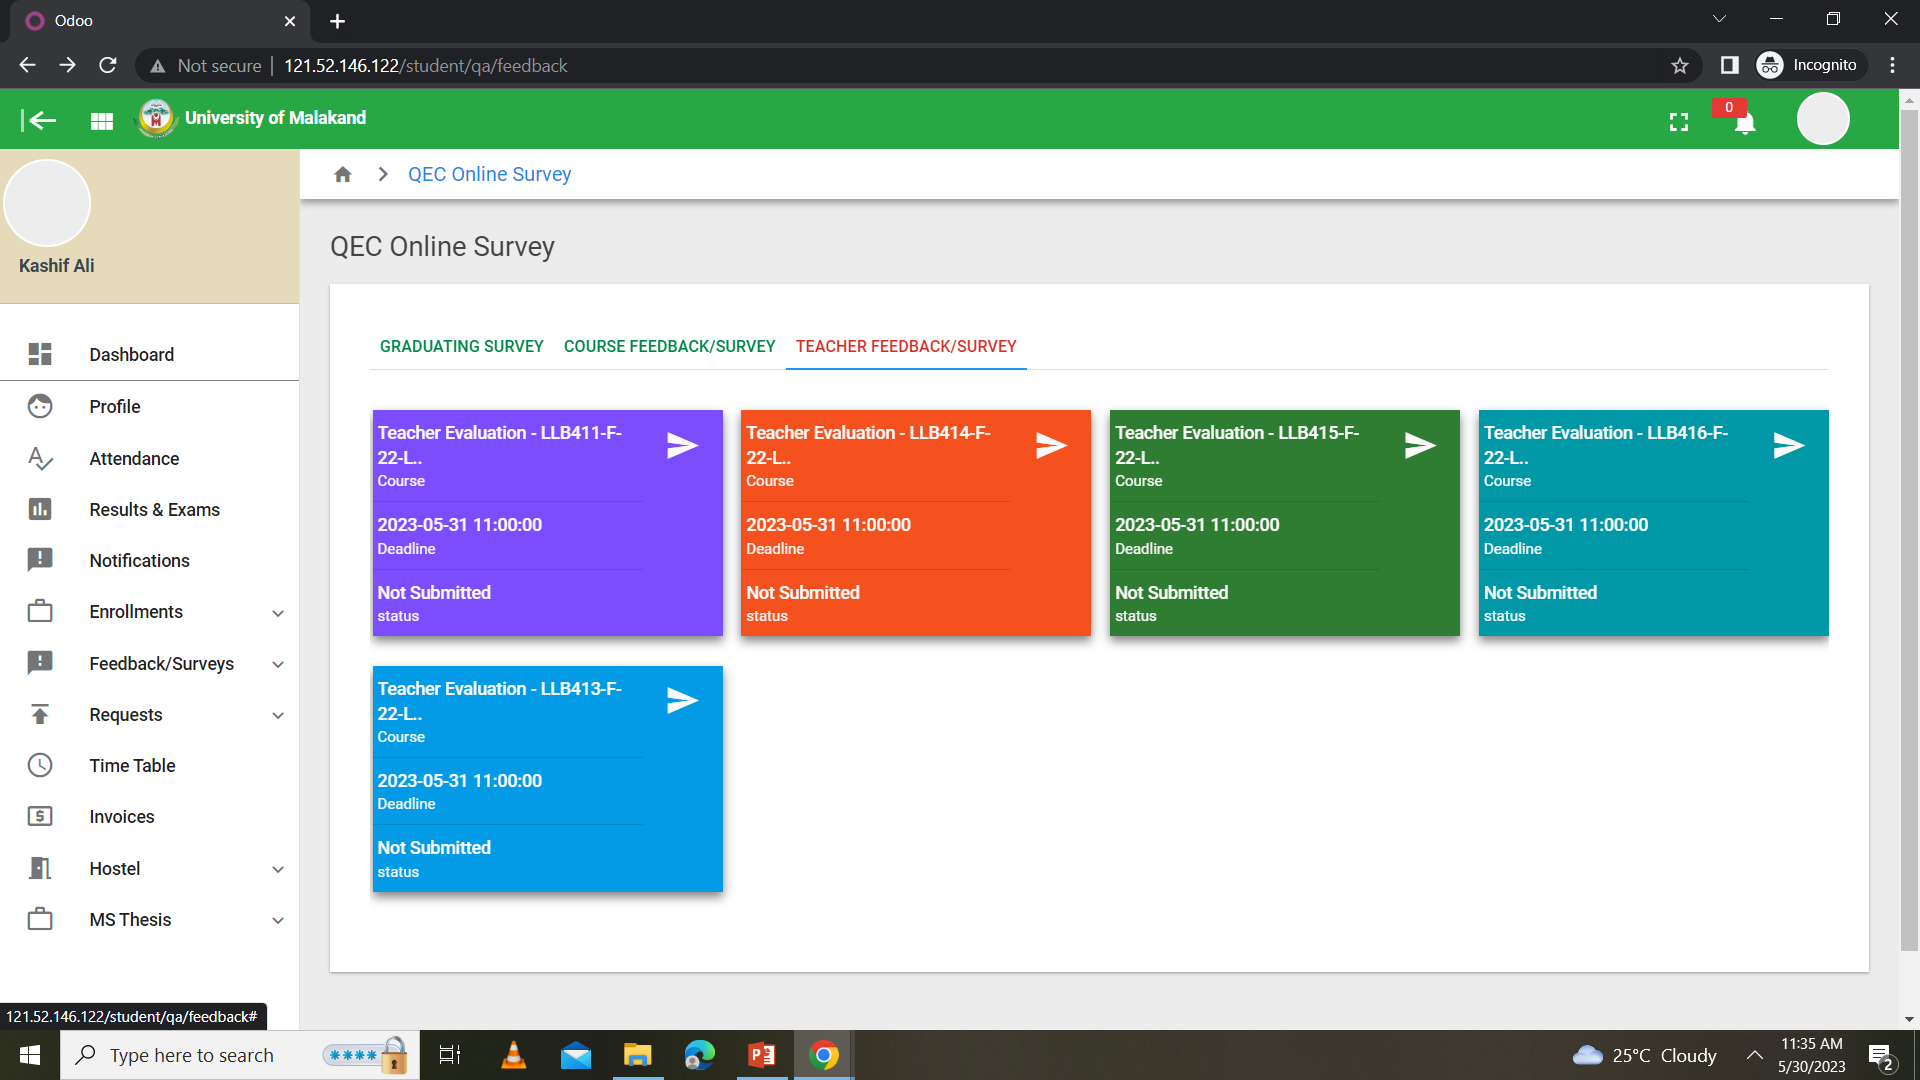 Odoo
Not secure
121.52.146.122/student/qa/feedback
Incognito
University of Malakand
0
Kashif Ali
QEC Online Survey
QEC Online Survey
Dashboard
Profile
Attendance
Results & Exams
Notifications
Enrollments
Feedback/Surveys
Requests
Time Table
Invoices
Hostel
MS Thesis
GRADUATING SURVEY COURSE FEEDBACK/SURVEY TEACHER FEEDBACK/SURVEY
Teacher Evaluation - LLB411-F-
22-L..
Course
2023-05-31 11:00:00
Deadline
Not Submitted
status
Teacher Evaluation - LLB414-F-
22-L..
Course
2023-05-31 11:00:00
Deadline
Not Submitted
status
Teacher Evaluation - LLB415-F-
22-L..
Course
2023-05-31 11:00:00
Deadline
Not Submitted
status
Teacher Evaluation - LLB416-F-
22-L..
Course
2023-05-31 11:00:00
Deadline
Not Submitted
status
Teacher Evaluation - LLB413-F-
22-L..
Course
2023-05-31 11:00:00
Deadline
Not Submitted
status
121.52.146.122/student/qa/feedback#
Type here to search
****
25°C Cloudy
11:35 AM
5/30/2023
2